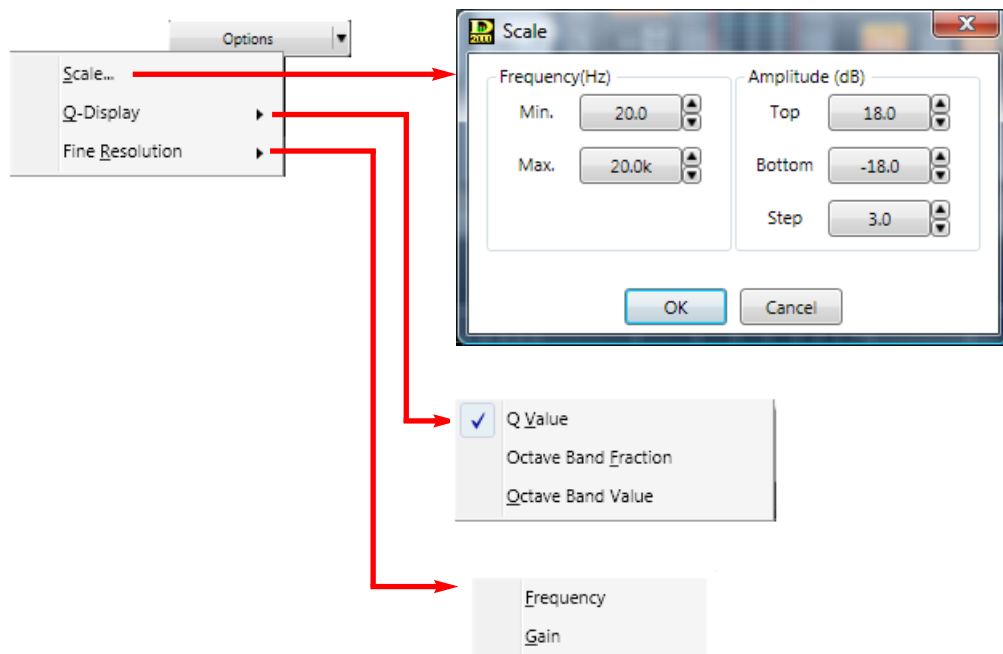 Options
Scale...
Q-Display
Fine Resolution
Scale
Frequency(Hz)
Min. 20.0
Max. 20.0k
Amplitude (dB)
Top 18.0
Bottom -18.0
Step 3.0
OK Cancel
Q Value
Octave Band Fraction
Octave Band Value
Frequency
Gain